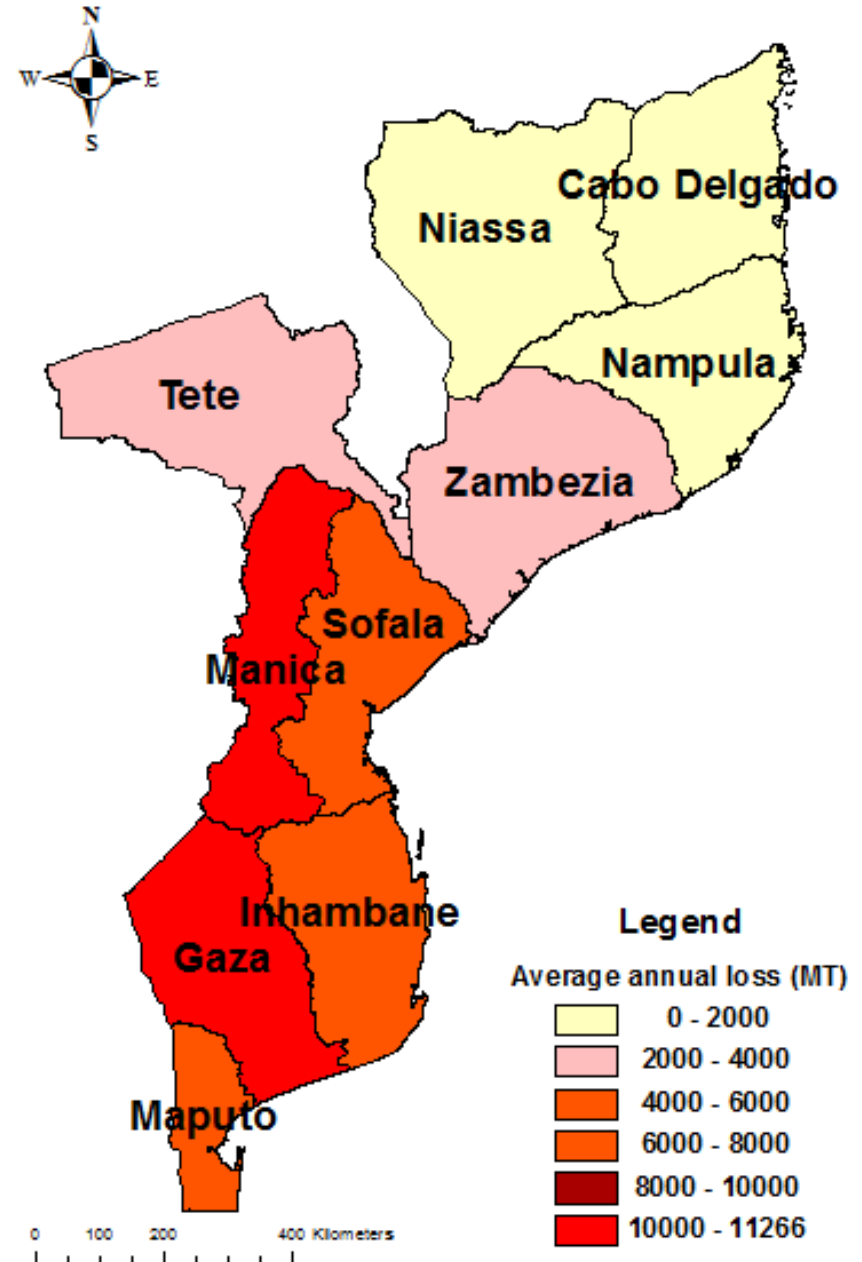 N
W E
S
Cabo Delgado
Niassa
Nampula
Tete
Zambezia
Sofala
Manica
Inhambane
Gaza
Maputo
Legend
Average annual loss (MT)
0 - 2000
2000 - 4000
4000 - 6000
6000 - 8000
8000 - 10000
10000 - 11266
0 100 200 400 Kilometers